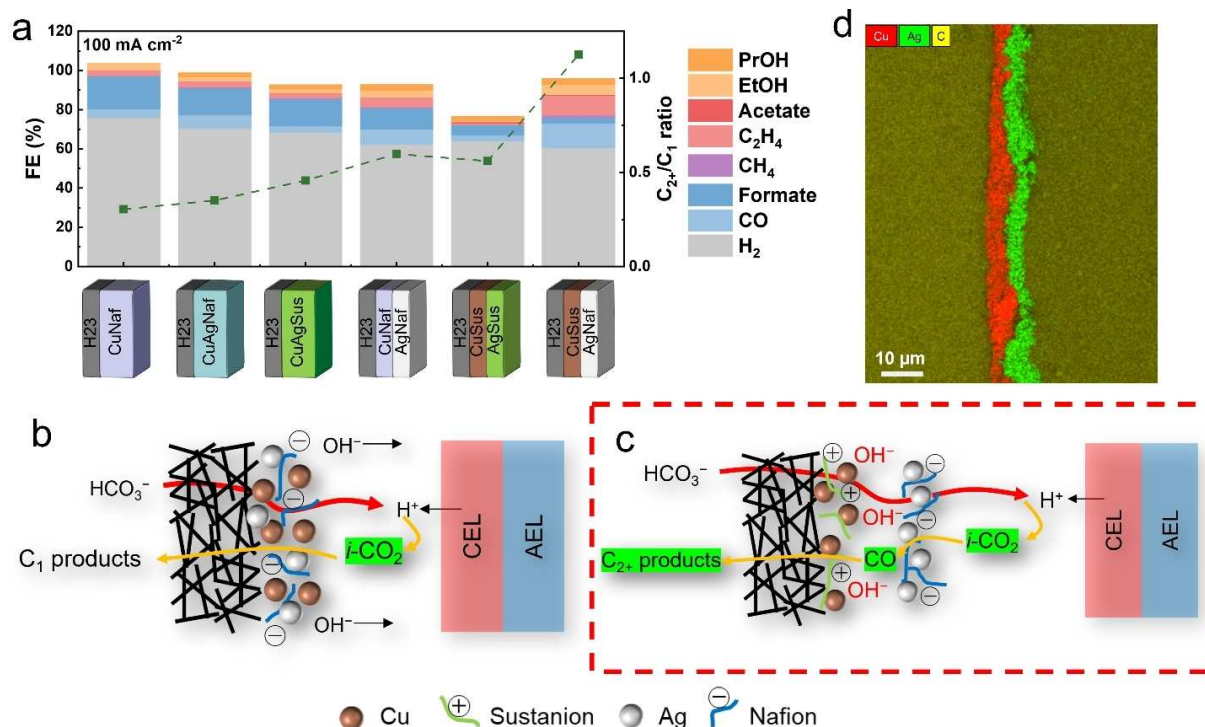 a
100 mA cm⁻²
120
100
80
60
40
20
0
FE (%)
1.0
0.5
0.0
C₂₊/C₁ ratio
PrOH
EtOH
Acetate
C₂H₄
CH₄
Formate
CO
H₂
H23 CuNaf
H23 CuAgNaf
H23 CuAgSus
H23 CuNaf AgNaf
H23 CuSus AgSus
H23 CuSus AgNaf
d
Cu Ag C
10 µm
b
OH⁻
HCO₃⁻
H⁺
C₁ products
i-CO₂
OH⁻
CEL AEL
c
HCO₃⁻
OH⁻
OH⁻
H⁺
C₂₊ products
CO
i-CO₂
OH⁻
CEL AEL
Cu Sustanion Ag Nafion